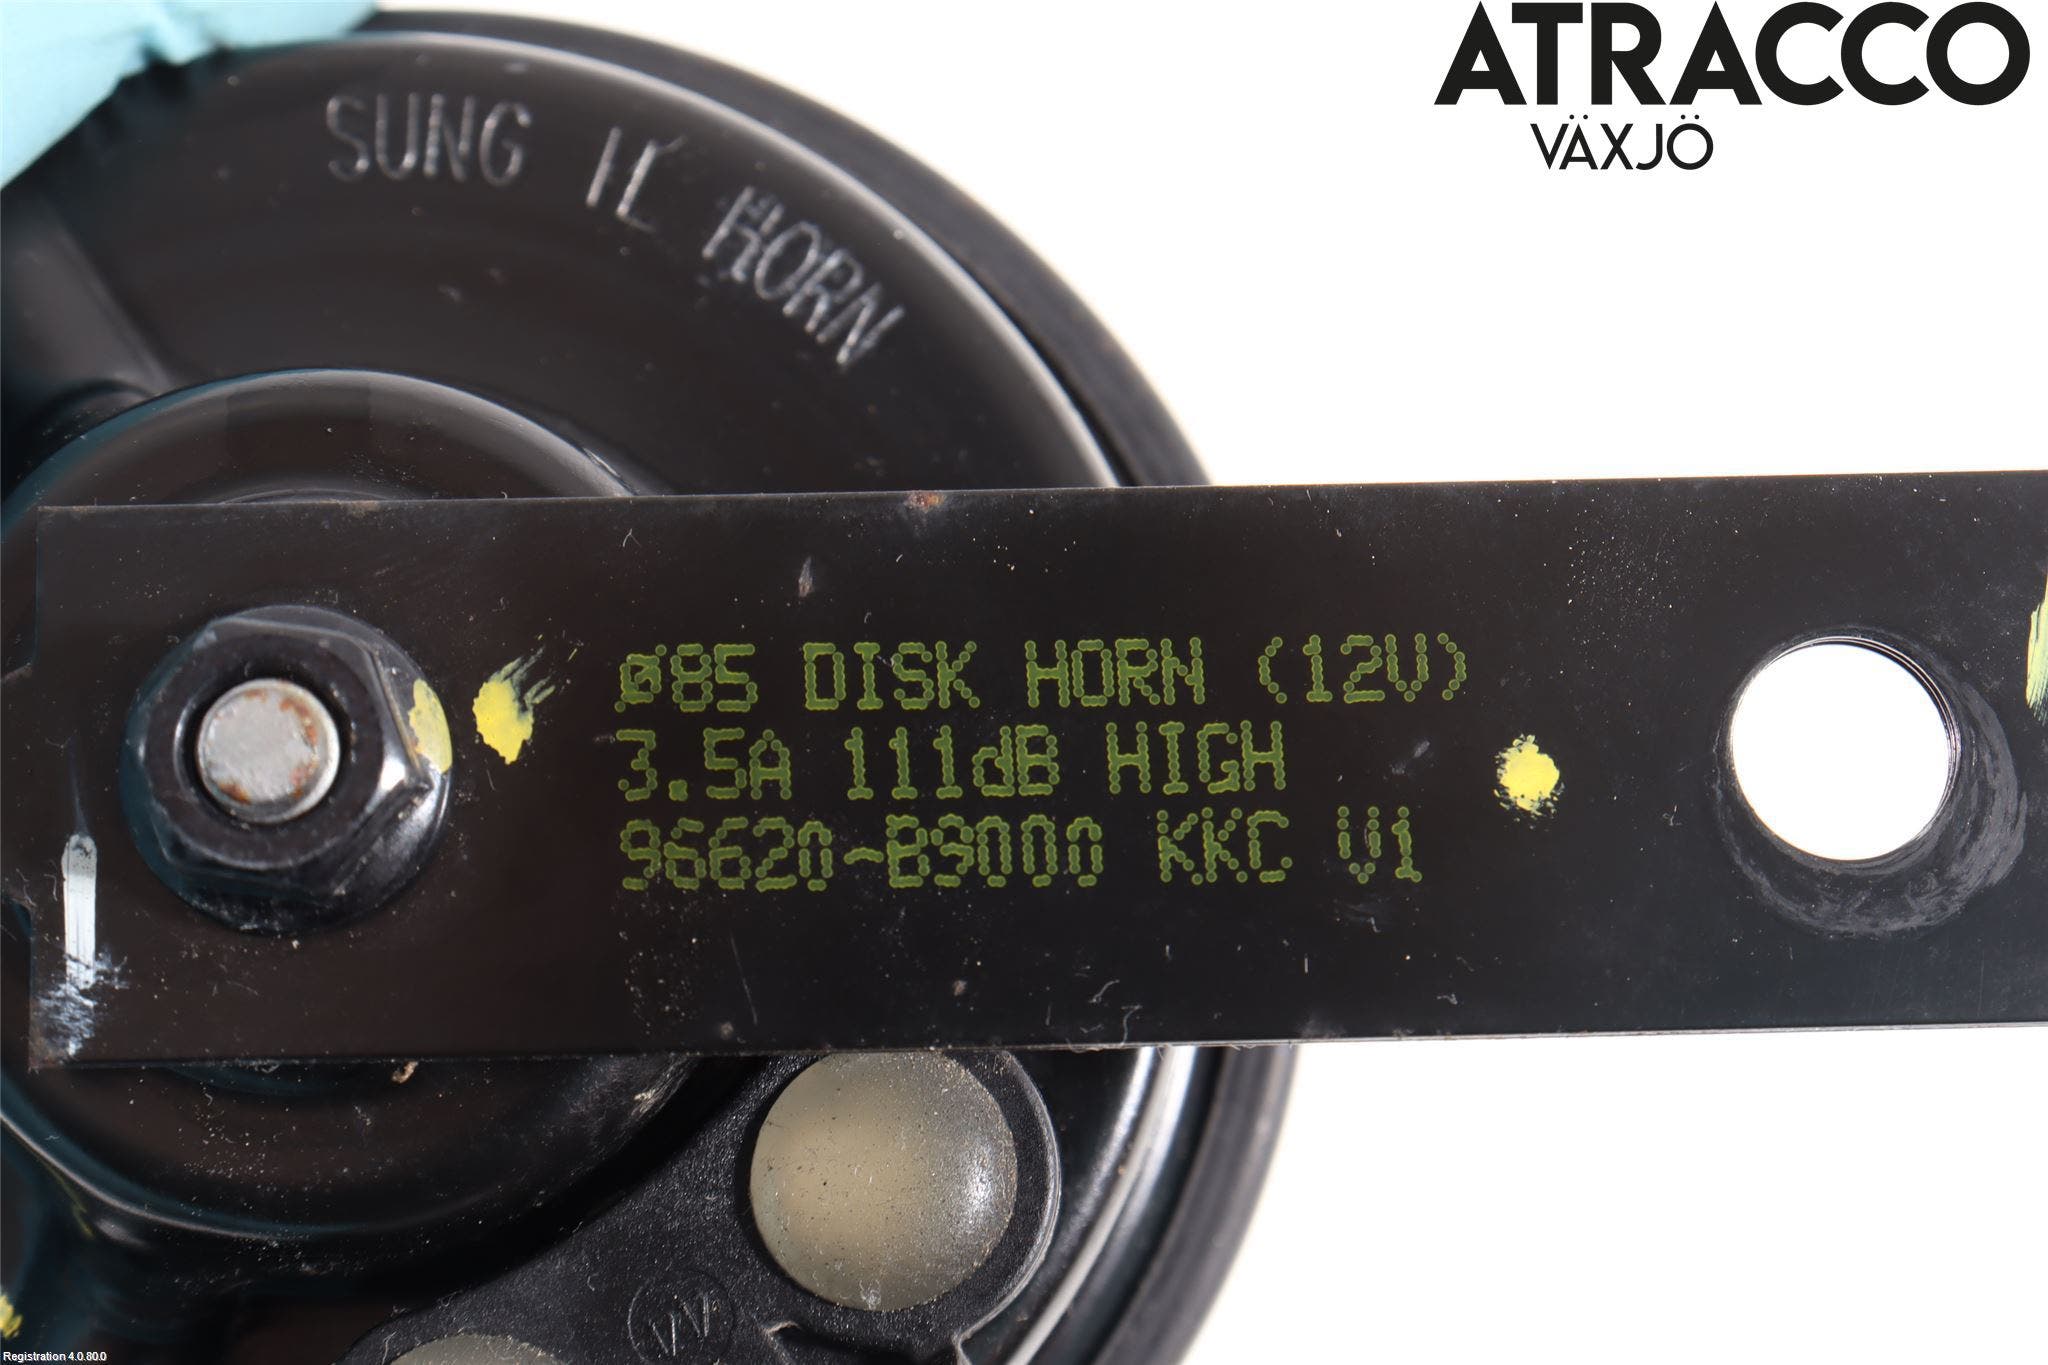 ATRACCO
VÄXJÖ
SUNG IL HORN
Ø85 DISK HORN (12V)
3.5A 111dB HIGH
96620-B9000 KKC V1
Registration 4.0.80.0